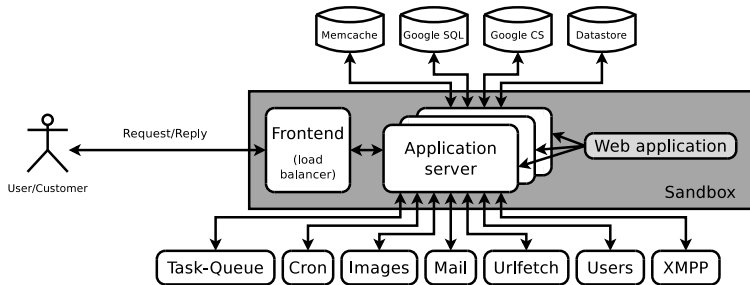 Memcache
Google SQL
Google CS
Datastore
Request/Reply
User/Customer
Frontend
(load
balancer)
Application
server
Web application
Sandbox
Task-Queue
Cron
Images
Mail
Urlfetch
Users
XMPP